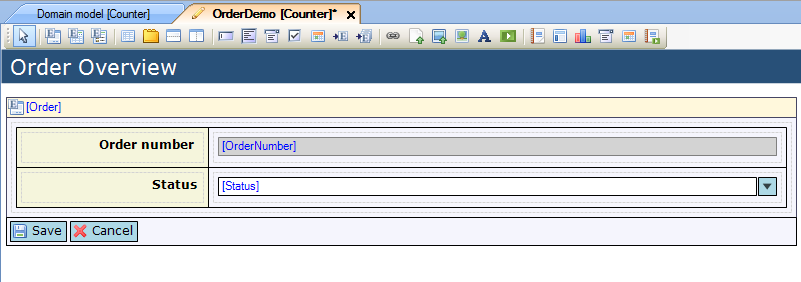 Domain model [Counter]
OrderDemo [Counter]*
Order Overview
[Order]
Order number
[OrderNumber]
Status
[Status]
Save
Cancel